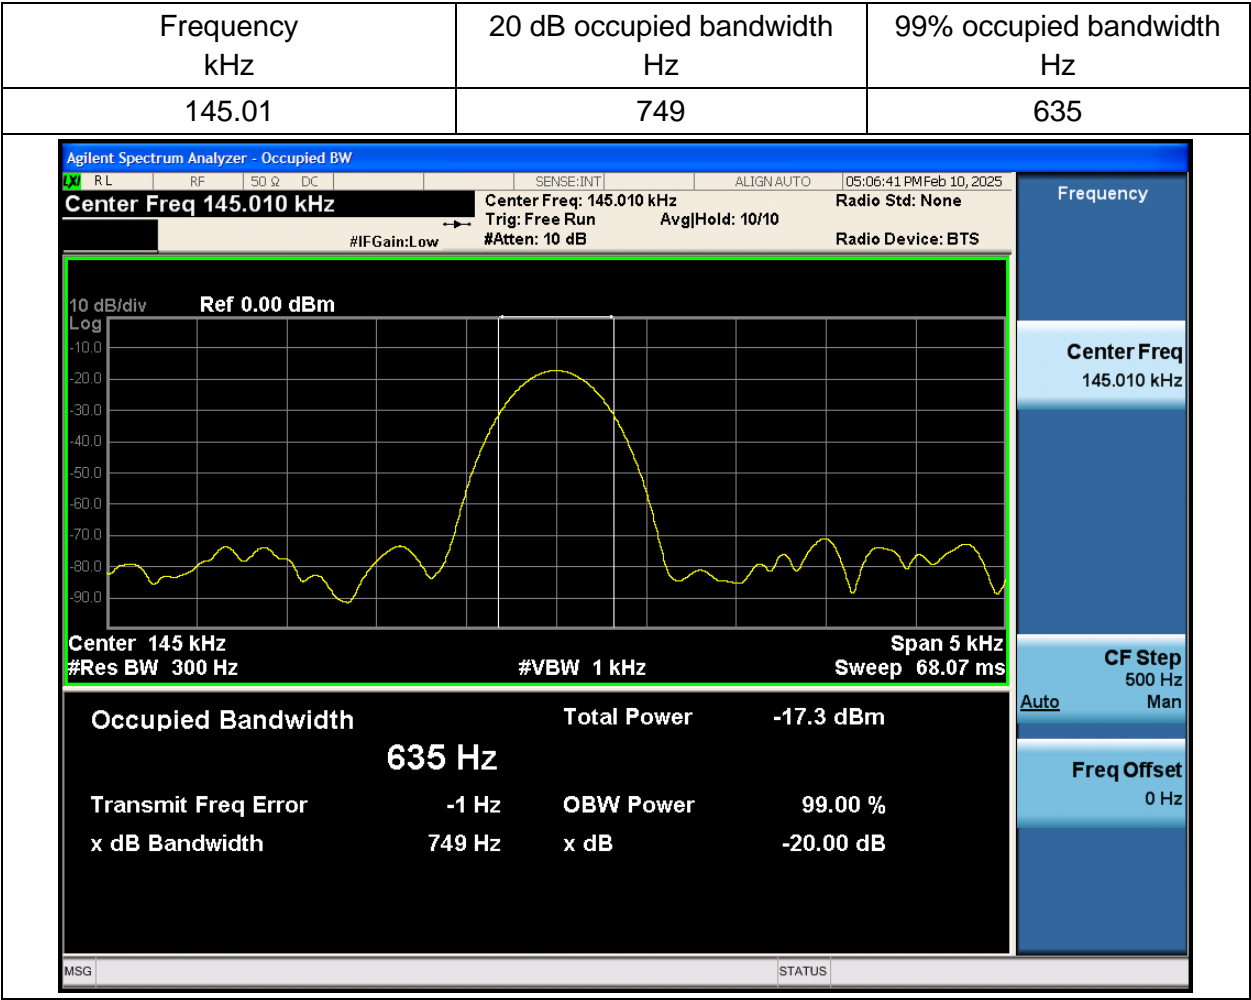 Frequency kHz 20 dB occupied bandwidth Hz 99% occupied bandwidth Hz
145.01 749 635
Agilent Spectrum Analyzer - Occupied BW
LXI RL RF 50 Ω DC SENSE:INT ALIGN AUTO 05:06:41 PM Feb 10, 2025
Center Freq 145.010 kHz
Center Freq: 145.010 kHz Radio Std: None
Trig: Free Run Avg|Hold: 10/10
#IFGain:Low #Atten: 10 dB Radio Device: BTS
10 dB/div Ref 0.00 dBm
Log
-10.0
-20.0
-30.0
-40.0
-50.0
-60.0
-70.0
-80.0
-90.0
Center 145 kHz Span 5 kHz
#Res BW 300 Hz #VBW 1 kHz Sweep 68.07 ms
Occupied Bandwidth Total Power -17.3 dBm
635 Hz
Transmit Freq Error -1 Hz OBW Power 99.00 %
x dB Bandwidth 749 Hz x dB -20.00 dB
Frequency
Center Freq
145.010 kHz
CF Step
500 Hz
Auto Man
Freq Offset
0 Hz
MSG STATUS